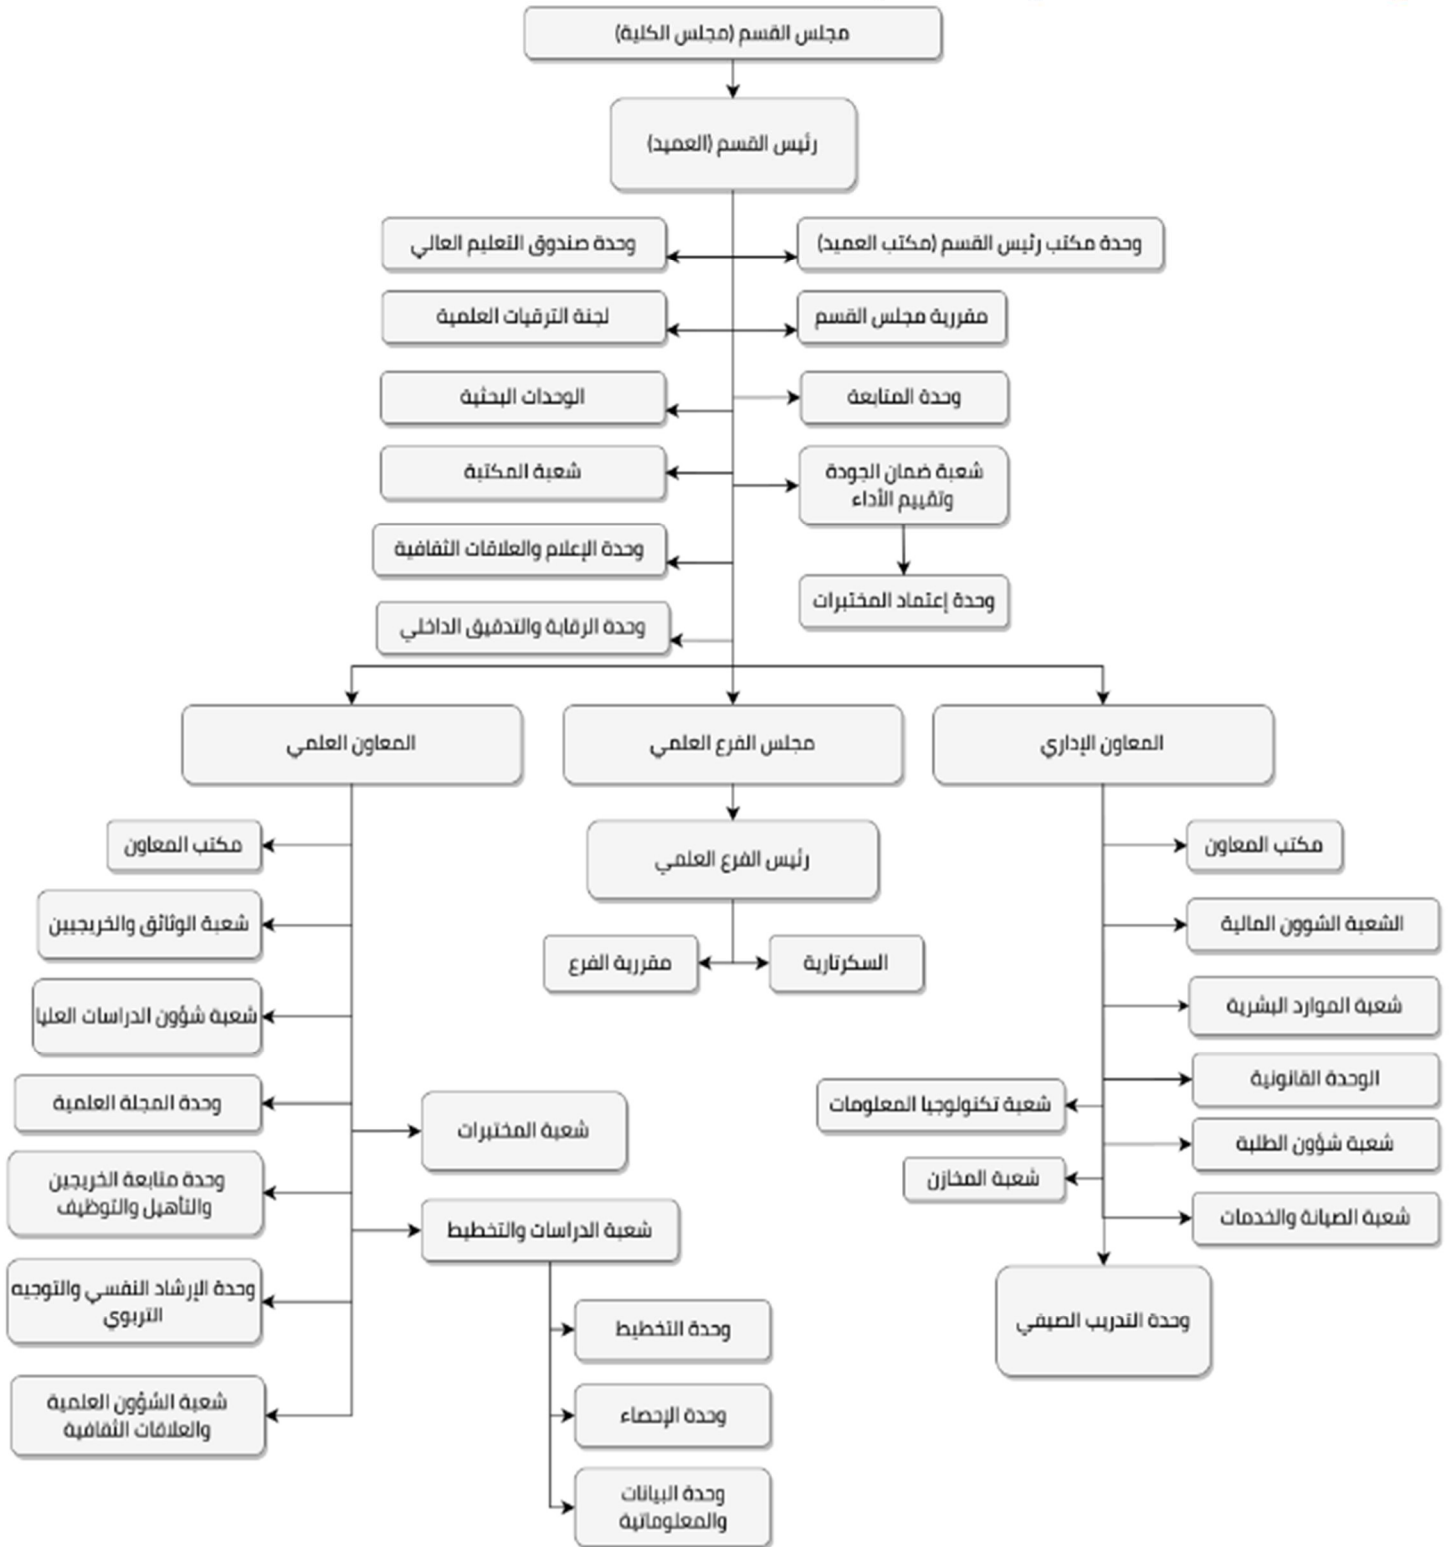 مجلس القسم (مجلس الكلية)
رئيس القسم (العميد)
وحدة مكتب رئيس القسم (مكتب العميد)
وحدة صندوق التعليم العالي
مقررية مجلس القسم
لجنة الترقيات العلمية
وحدة المتابعة
الوحدات البحثية
شعبة ضمان الجودة
وتقييم الأداء
شعبة المكتبة
وحدة الإعلام والعلاقات الثقافية
وحدة إعتماد المختبرات
وحدة الرقابة والتدقيق الداخلي
المعاون الإداري
مجلس الفرع العلمي
المعاون العلمي
مكتب المعاون
الشعبة الشوون المالية
شعبة الموارد البشرية
الوحدة القانونية
شعبة تكنولوجيا المعلومات
شعبة شؤون الطلبة
شعبة المخازن
شعبة الصيانة والخدمات
وحدة التدريب الصيفي
رئيس الفرع العلمي
السكرتارية
مقررية الفرع
مكتب المعاون
شعبة الوثائق والخريجيين
شعبة شؤون الدراسات العليا
وحدة المجلة العلمية
شعبة المختبرات
وحدة متابعة الخريجين
والتأهيل والتوظيف
شعبة الدراسات والتخطيط
وحدة الإرشاد النفسي والتوجيه
التربوي
وحدة التخطيط
شعبة الشؤون العلمية
والعلاقات الثقافية
وحدة الإحصاء
وحدة البيانات
والمعلوماتية